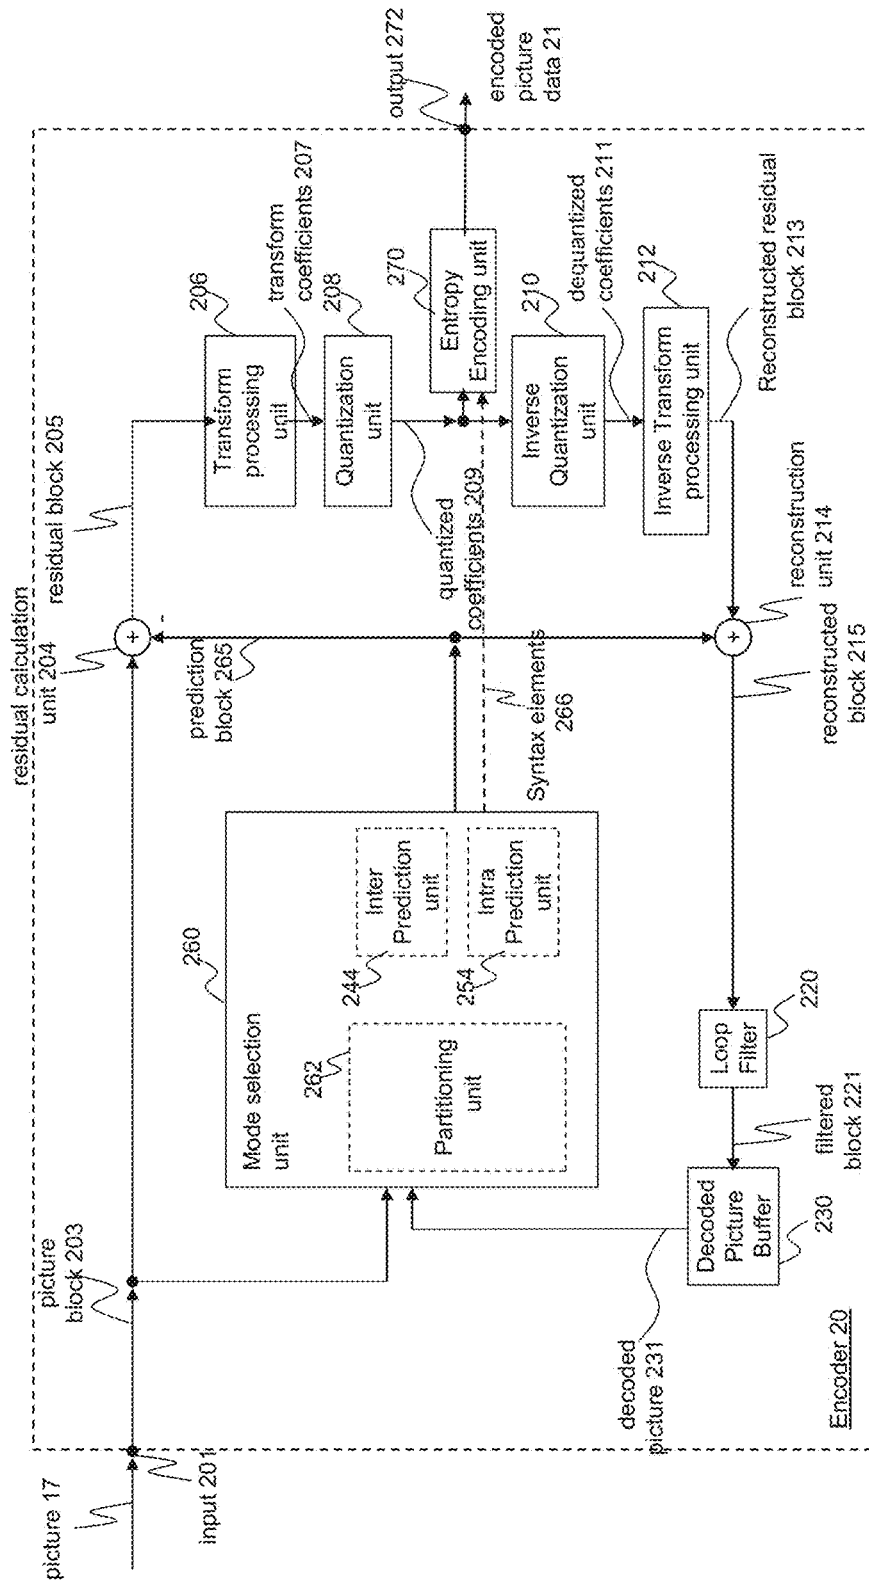 picture 17
input 201
picture
block 203
residual calculation
unit 204
residual block 205
+
-
206
Transform
processing
unit
transform
coefficients 207
208
Quantization
unit
quantized
coefficients 209
270
Entropy
Encoding unit
output 272
encoded
picture
data 21
210
Inverse
Quantization
unit
dequantized
coefficients 211
212
Inverse Transform
processing unit
Reconstructed residual
block 213
+
reconstruction
unit 214
reconstructed
block 215
prediction
block 265
Syntax elements
266
260
Mode selection
unit
262
Partitioning
unit
244
Inter
Prediction
unit
254
Intra
Prediction
unit
220
Loop
Filter
filtered
block 221
Decoded
Picture
Buffer
230
decoded
picture 231
Encoder 20